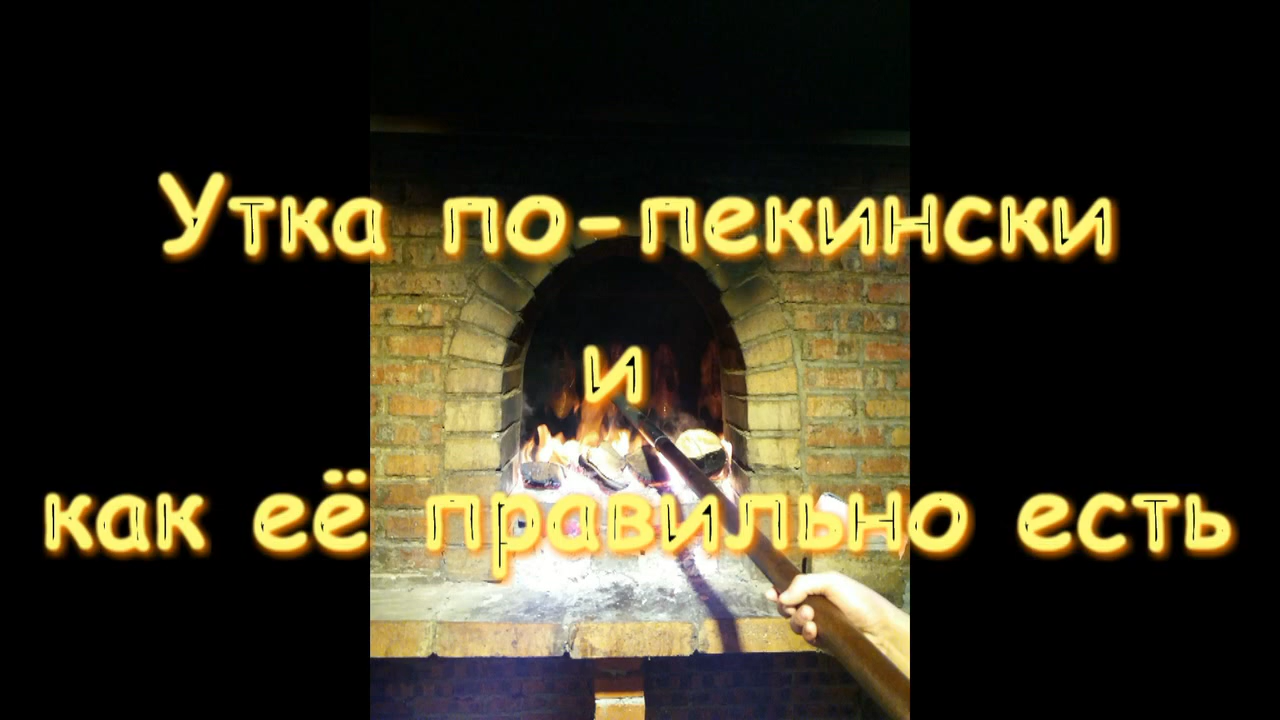 Утка по-пекински
и
как её правильно есть